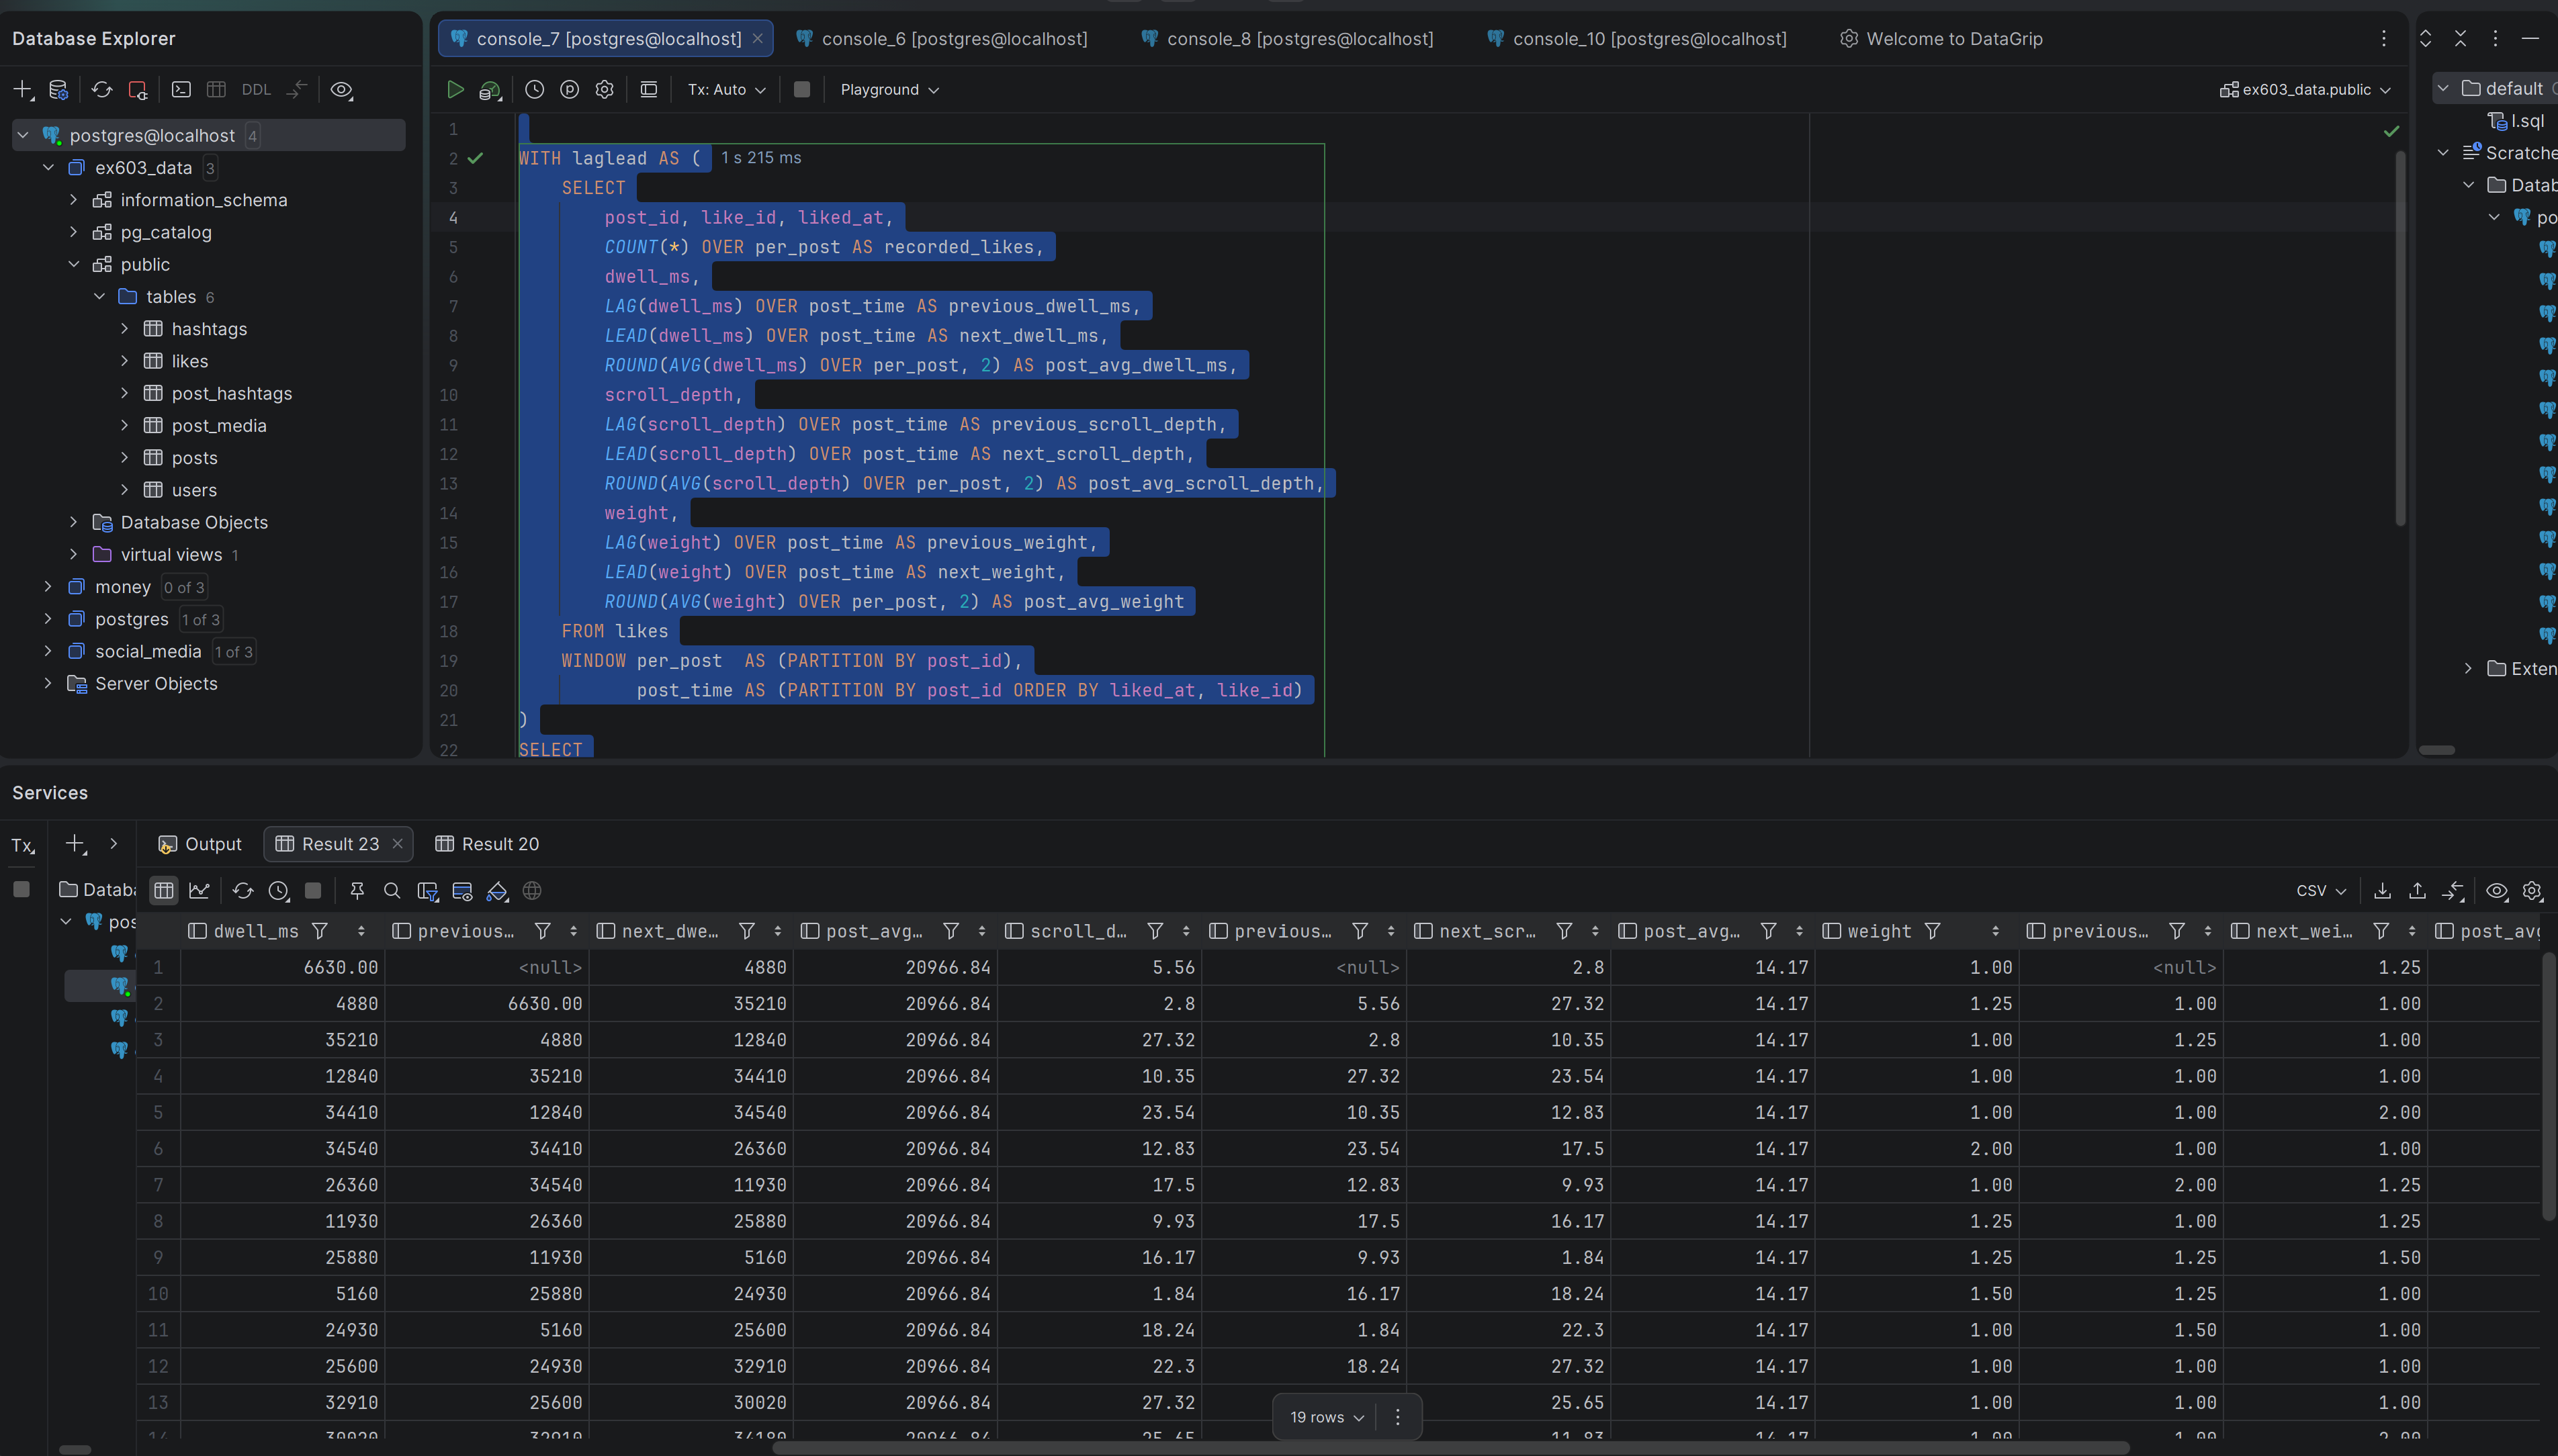 Database Explorer
DDL
postgres@localhost 4
ex603_data 3
information_schema
pg_catalog
public
tables 6
hashtags
likes
post_hashtags
post_media
posts
users
Database Objects
virtual views 1
money 0 of 3
postgres 1 of 3
social_media 1 of 3
Server Objects
console_7 [postgres@localhost] console_6 [postgres@localhost] console_8 [postgres@localhost] console_10 [postgres@localhost] Welcome to DataGrip
Tx: Auto Playground ex603_data.public
1
2 WITH laglead AS ( 1 s 215 ms
3 SELECT
4 post_id, like_id, liked_at,
5 COUNT(*) OVER per_post AS recorded_likes,
6 dwell_ms,
7 LAG(dwell_ms) OVER post_time AS previous_dwell_ms,
8 LEAD(dwell_ms) OVER post_time AS next_dwell_ms,
9 ROUND(AVG(dwell_ms) OVER per_post, 2) AS post_avg_dwell_ms,
10 scroll_depth,
11 LAG(scroll_depth) OVER post_time AS previous_scroll_depth,
12 LEAD(scroll_depth) OVER post_time AS next_scroll_depth,
13 ROUND(AVG(scroll_depth) OVER per_post, 2) AS post_avg_scroll_depth,
14 weight,
15 LAG(weight) OVER post_time AS previous_weight,
16 LEAD(weight) OVER post_time AS next_weight,
17 ROUND(AVG(weight) OVER per_post, 2) AS post_avg_weight
18 FROM likes
19 WINDOW per_post AS (PARTITION BY post_id),
20 post_time AS (PARTITION BY post_id ORDER BY liked_at, like_id)
21 )
22 SELECT
default
l.sql
Scratche
Datab
po
Exten
Services
Tx
Output Result 23 Result 20
Databa
pos
CSV
dwell_ms previous... next_dwe... post_avg... scroll_d... previous... next_scr... post_avg... weight previous... next_wei... post_avg
1 6630.00 <null> 4880 20966.84 5.56 <null> 2.8 14.17 1.00 <null> 1.25
2 4880 6630.00 35210 20966.84 2.8 5.56 27.32 14.17 1.25 1.00 1.00
3 35210 4880 12840 20966.84 27.32 2.8 10.35 14.17 1.00 1.25 1.00
4 12840 35210 34410 20966.84 10.35 27.32 23.54 14.17 1.00 1.00 1.00
5 34410 12840 34540 20966.84 23.54 10.35 12.83 14.17 1.00 1.00 2.00
6 34540 34410 26360 20966.84 12.83 23.54 17.5 14.17 2.00 1.00 1.00
7 26360 34540 11930 20966.84 17.5 12.83 9.93 14.17 1.00 2.00 1.25
8 11930 26360 25880 20966.84 9.93 17.5 16.17 14.17 1.25 1.00 1.25
9 25880 11930 5160 20966.84 16.17 9.93 1.84 14.17 1.25 1.25 1.50
10 5160 25880 24930 20966.84 1.84 16.17 18.24 14.17 1.50 1.25 1.00
11 24930 5160 25600 20966.84 18.24 1.84 22.3 14.17 1.00 1.50 1.00
12 25600 24930 32910 20966.84 22.3 18.24 27.32 14.17 1.00 1.00 1.00
13 32910 25600 30020 20966.84 27.32 25.65 14.17 1.00 1.00 1.00
14 30020 32910 34180 20966.84 25.65 11.83 14.17 1.00 1.00 2.00
19 rows